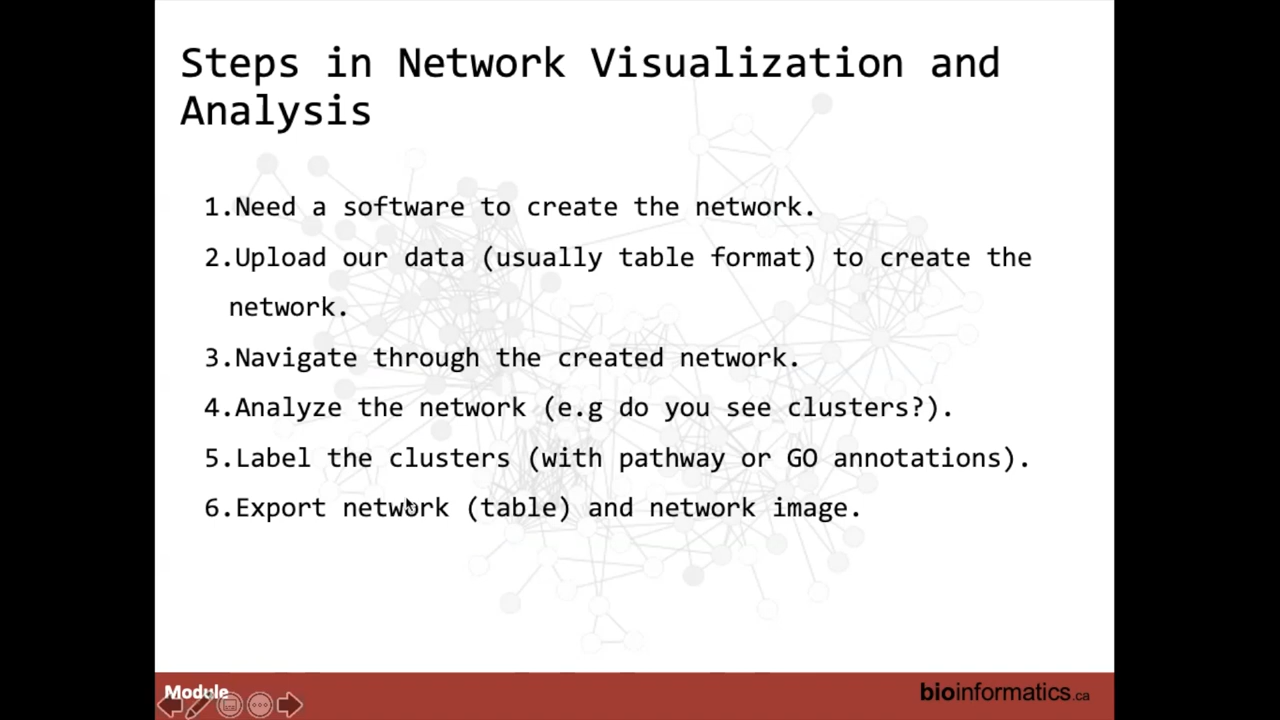 Steps in Network Visualization and
Analysis
1.Need a software to create the network.
2.Upload our data (usually table format) to create the
network.
3.Navigate through the created network.
4.Analyze the network (e.g do you see clusters?).
5.Label the clusters (with pathway or GO annotations).
6.Export network (table) and network image.
Module
bioinformatics.ca